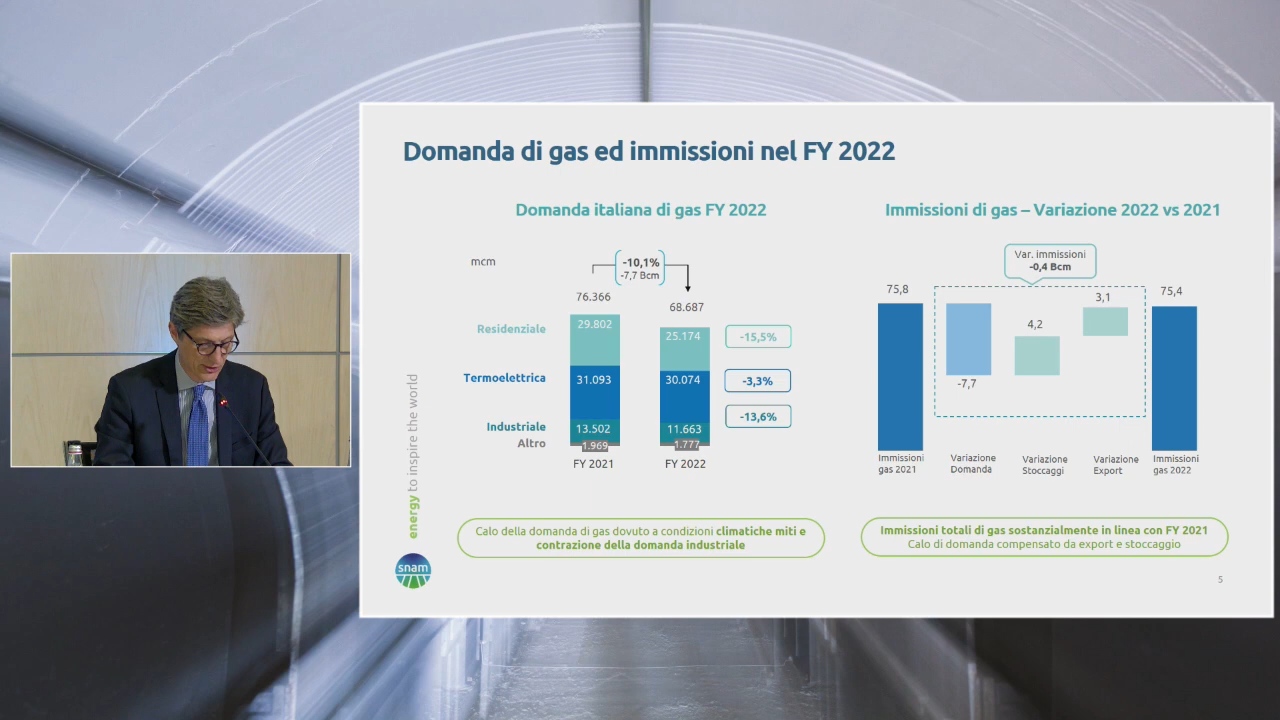 Domanda di gas ed immissioni nel FY 2022
Domanda italiana di gas FY 2022
mcm
-10,1%
-7,7 Bcm
76.366
68.687
Residenziale
29.802
25.174
-15,5%
Termoelettrica
31.093
30.074
-3,3%
Industriale
13.502
11.663
-13,6%
Altro
1.969
1.777
FY 2021
FY 2022
Calo della domanda di gas dovuto a condizioni climatiche miti e
contrazione della domanda industriale
Immissioni di gas – Variazione 2022 vs 2021
Var. immissioni
-0,4 Bcm
75,8
-7,7
4,2
3,1
75,4
Immissioni
gas 2021
Variazione
Domanda
Variazione
Stoccaggi
Variazione
Export
Immissioni
gas 2022
Immissioni totali di gas sostanzialmente in linea con FY 2021
Calo di domanda compensato da export e stoccaggio
energy to inspire the world
snam
5